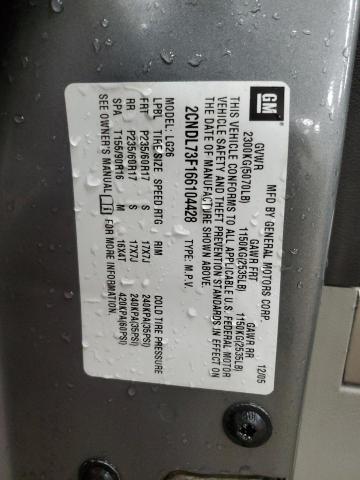 GM
MFD BY GENERAL MOTORS CORP. 12/05
GVWR GAWR FRT GAWR RR
2300KG(5070LB) 1150KG(2535LB) 1150KG(2535LB)
THIS VEHICLE CONFORMS TO ALL APPLICABLE U.S. FEDERAL MOTOR
VEHICLE SAFETY AND THEFT PREVENTION STANDARDS IN EFFECT ON
THE DATE OF MANUFACTURE SHOWN ABOVE.
2CNDL73F166104428 TYPE: M.P.V.
LPBL LG26
TIRE SIZE SPEED RTG RIM COLD TIRE PRESSURE
FRT P235/60R17 S 17X7J 240KPA(35PSI)
RR P235/60R17 S 17X7J 240KPA(35PSI)
SPA T155/90R16 M 16X4T 420KPA(60PSI)
SEE OWNER'S MANUAL FOR MORE INFORMATION.